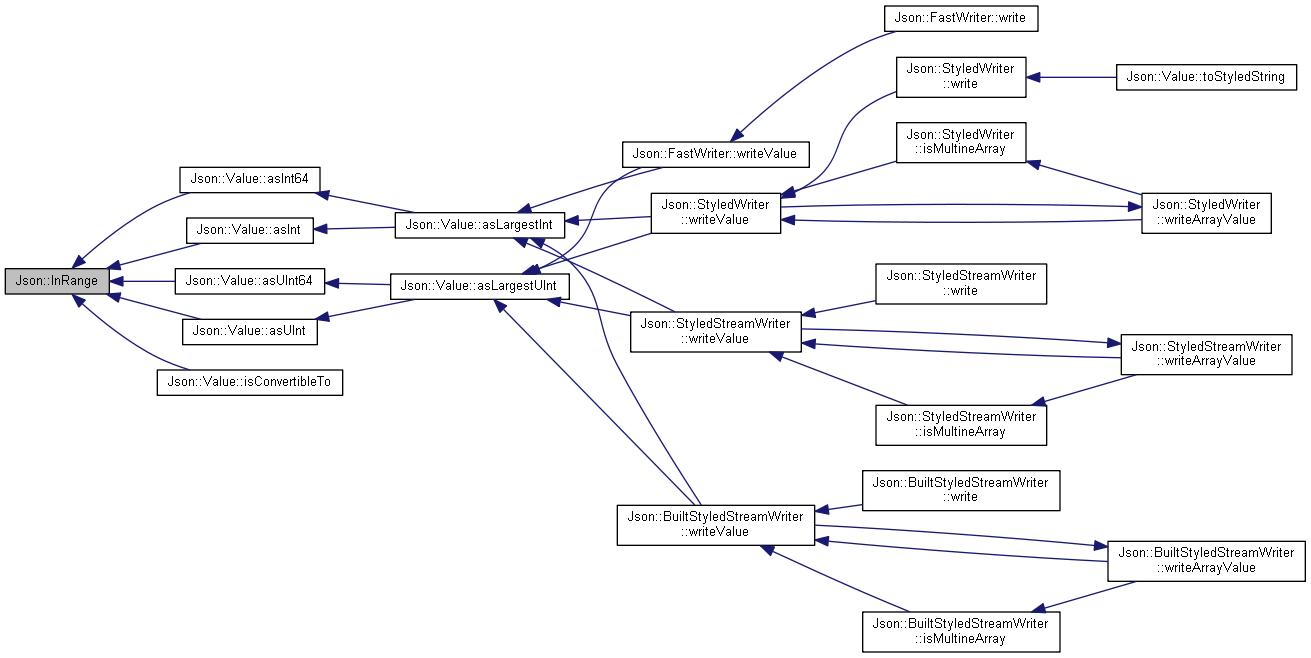 Json::FastWriter::write
Json::StyledWriter
::write
Json::Value::toStyledString
Json::StyledWriter
::isMultineArray
Json::FastWriter::writeValue
Json::Value::asInt64
Json::StyledWriter
::writeValue
Json::StyledWriter
::writeArrayValue
Json::Value::asInt
Json::Value::asLargestInt
Json::InRange
Json::Value::asUInt64
Json::Value::asLargestUInt
Json::StyledStreamWriter
::write
Json::Value::asUInt
Json::StyledStreamWriter
::writeValue
Json::StyledStreamWriter
::writeArrayValue
Json::Value::isConvertibleTo
Json::StyledStreamWriter
::isMultineArray
Json::BuiltStyledStreamWriter
::write
Json::BuiltStyledStreamWriter
::writeValue
Json::BuiltStyledStreamWriter
::writeArrayValue
Json::BuiltStyledStreamWriter
::isMultineArray